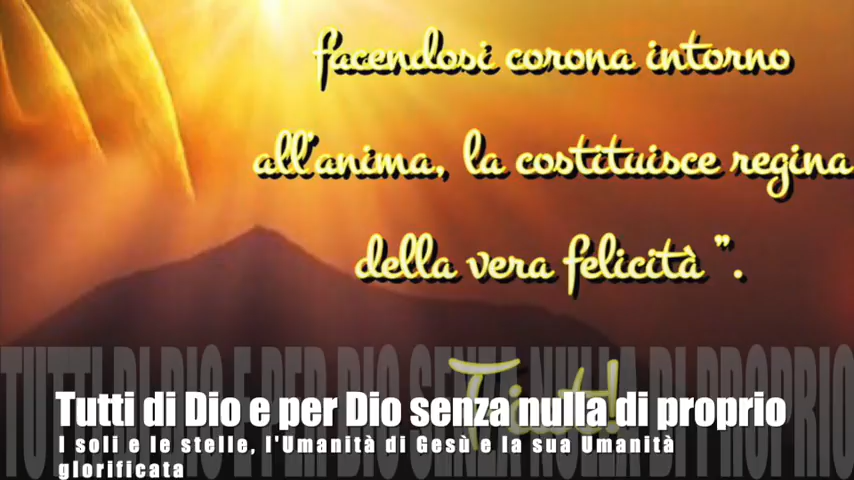 facendosi corona intorno
all'anima, la costituisce regina
della vera felicità ".
Fiat!
TUTTI DI DIO E PER DIO SENZA NULLA DI PROPRIO
Tutti di Dio e per Dio senza nulla di proprio
I soli e le stelle, l'Umanità di Gesù e la sua Umanità
glorificata